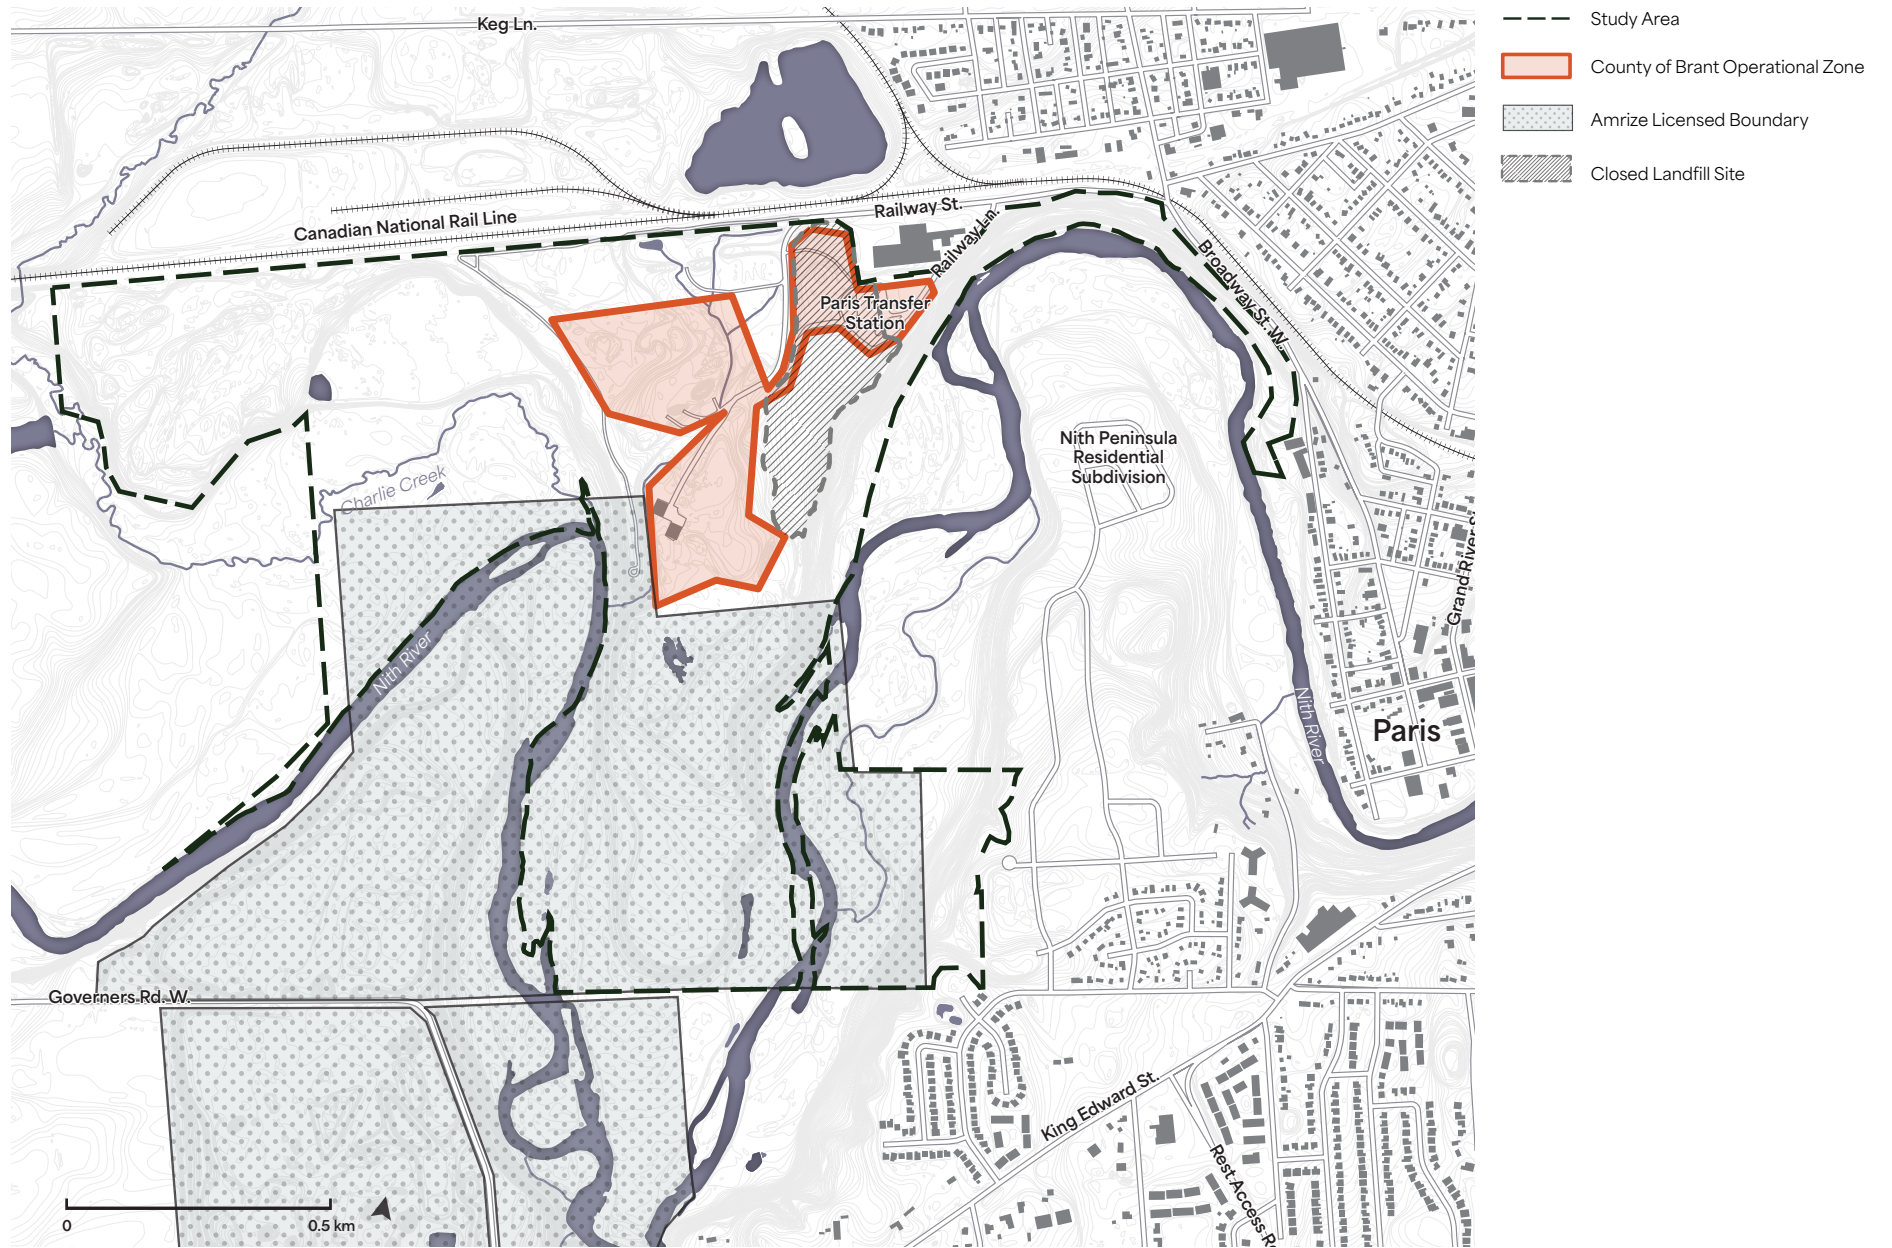 Keg Ln.
Study Area
County of Brant Operational Zone
Amrize Licensed Boundary
Closed Landfill Site
Canadian National Rail Line
Railway St.
Railway Ln.
Broadway St. W.
Paris Transfer
Station
Nith Peninsula
Residential
Subdivision
Charlie Creek
Grand River S
Nith River
Nith River
Paris
Governers Rd. W.
King Edward St.
Rest Access R
0
0.5 km